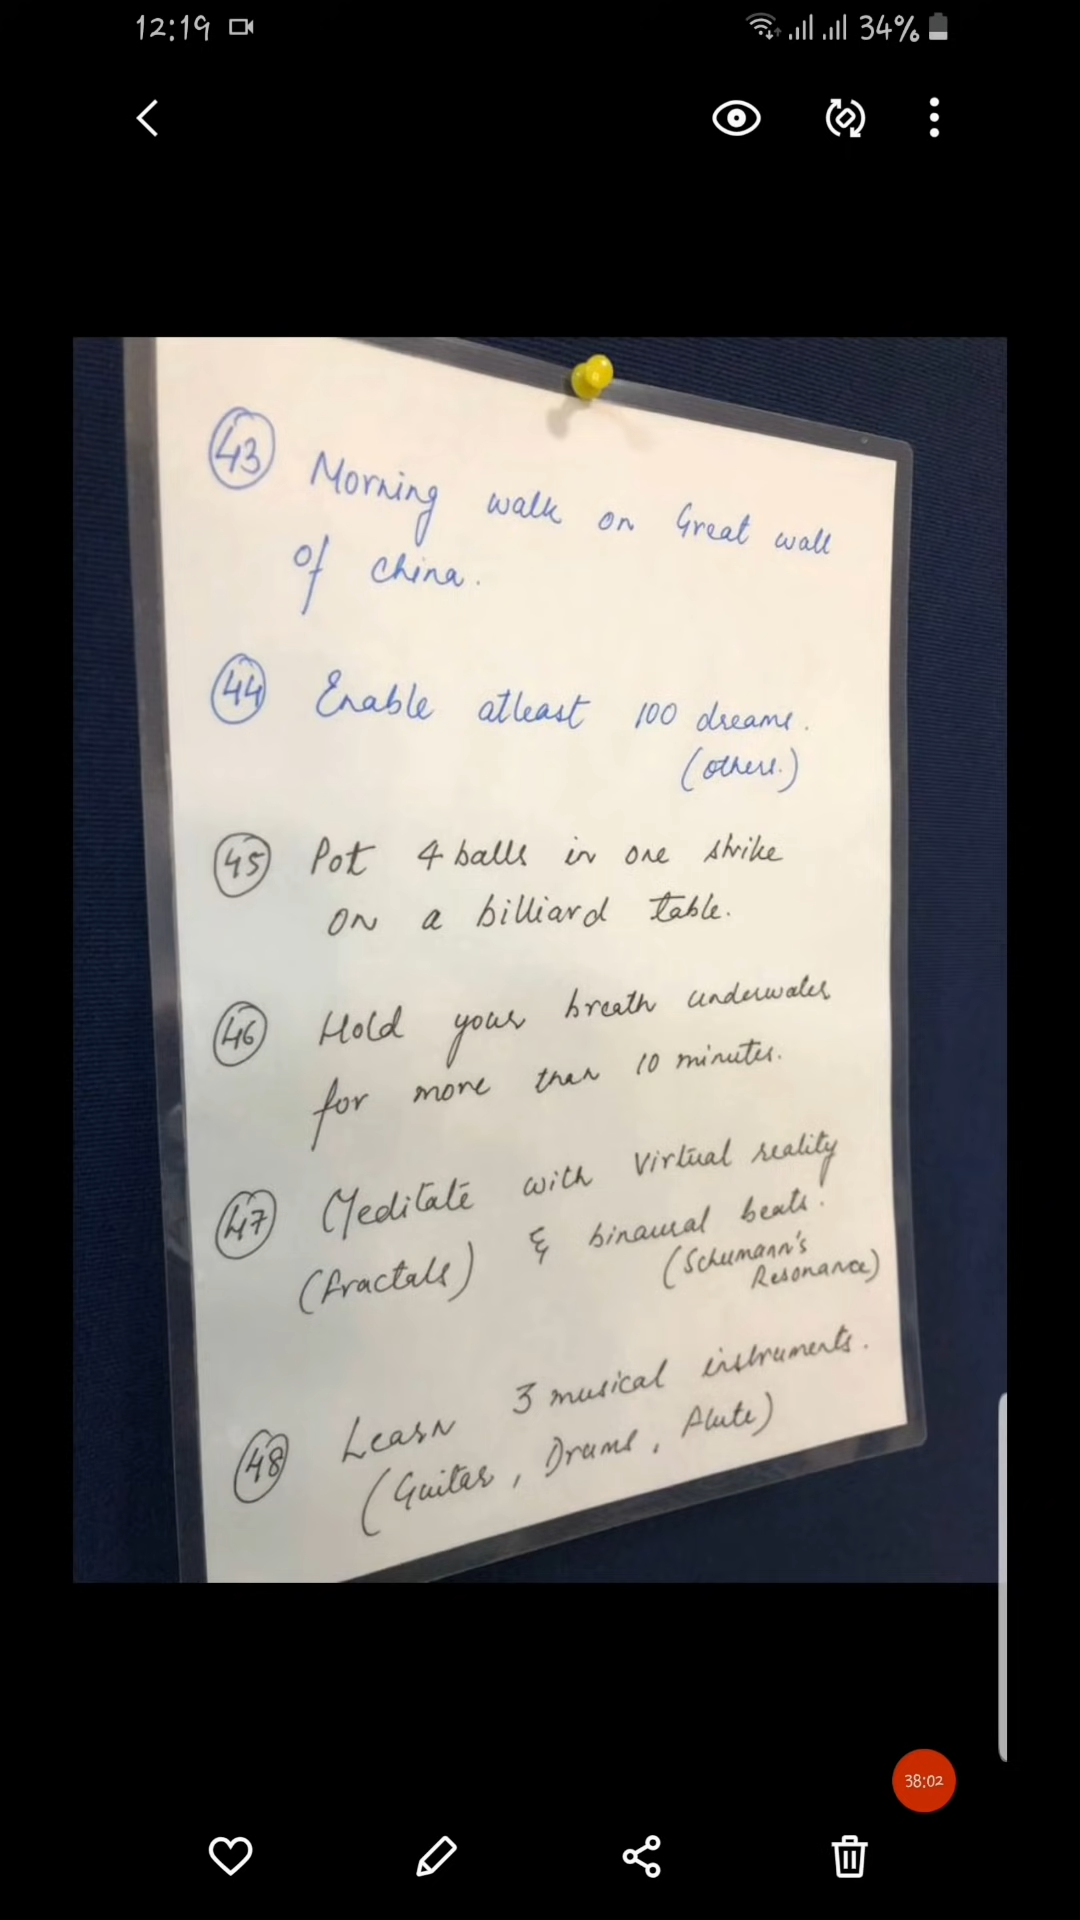 12:19
34%
43 Morning walk on Great wall
of china.
44 Enable atleast 100 dreams.
(others.)
45 Pot 4 balls in one strike
on a billiard table.
46 Hold your breath underwater
for more than 10 minutes.
47 Meditate with virtual reality
(fractals) & binaural beats.
(Schumann's
Resonance)
48 Learn 3 musical instruments.
(Guitar, Drums, Flute)
38:02